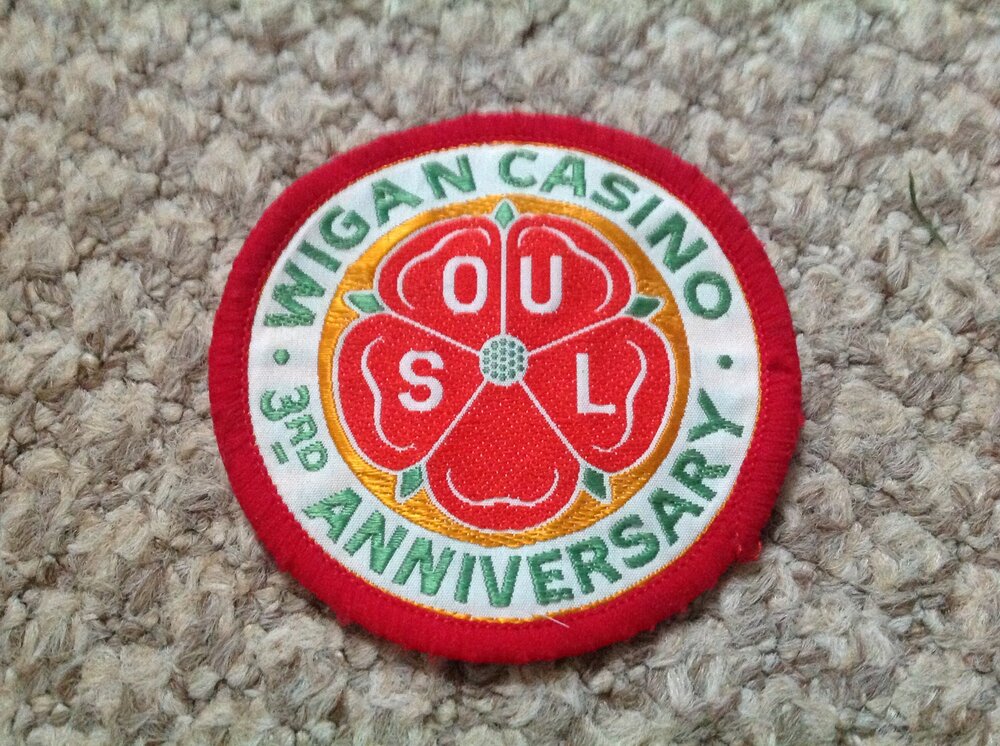 WIGAN CASINO
SOUL
• 3RD ANNIVERSARY •